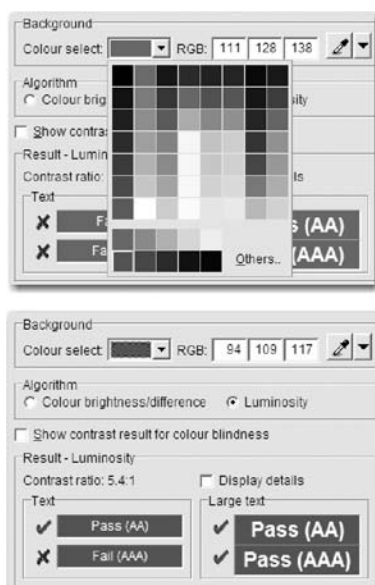 Background
Colour select: RGB: 111 128 138
Algorithm
Colour brig sity
Show contra
Result - Lumin
Contrast ratio: ls
Text
Fa s (AA)
Fa (AAA)
Others..
Background
Colour select: RGB: 94 109 117
Algorithm
Colour brightness/difference Luminosity
Show contrast result for colour blindness
Result - Luminosity
Contrast ratio: 5.4:1 Display details
Text Large text
Pass (AA) Pass (AA)
Fail (AAA) Pass (AAA)